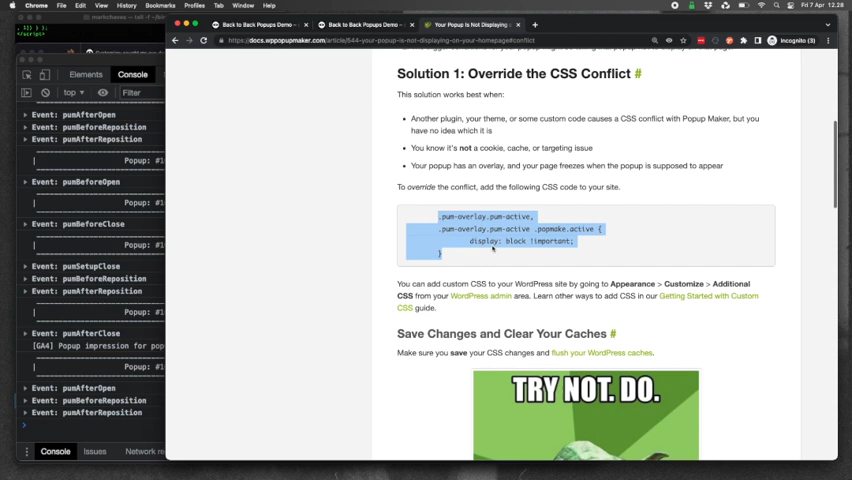 Chrome File Edit View History Bookmarks Profiles Tab Window Help
Fri 7 Apr 12.28
Back to Back Popups Demo –
Back to Back Popups Demo –
Your Popup Is Not Displaying
https://docs.wppopupmaker.com/article/544-your-popup-is-not-displaying-on-your-homepage#conflict
Incognito (3)
</script>
Elements Console
top Filter
Event: pumAfterOpen
Event: pumBeforeReposition
Event: pumAfterReposition
| Popup: #1
Event: pumBeforeOpen
| Popup: #1
Event: pumBeforeClose
| Popup: #1
Event: pumSetupClose
Event: pumBeforeReposition
Event: pumAfterReposition
| Popup: #1
Event: pumAfterClose
[GA4] Popup impression for pop
| Popup: #1
Event: pumAfterOpen
Event: pumBeforeReposition
Event: pumAfterReposition
Console Issues Network
Solution 1: Override the CSS Conflict #
This solution works best when:
• Another plugin, your theme, or some custom code causes a CSS conflict with Popup Maker, but you
have no idea which it is
• You know it's not a cookie, cache, or targeting issue
• Your popup has an overlay, and your page freezes when the popup is supposed to appear
To override the conflict, add the following CSS code to your site.
.pum-overlay.pum-active,
.pum-overlay.pum-active .popmake.active {
display: block !important;
}
You can add custom CSS to your WordPress site by going to Appearance > Customize > Additional
CSS from your WordPress admin area. Learn other ways to add CSS in our Getting Started with Custom
CSS guide.
Save Changes and Clear Your Caches #
Make sure you save your CSS changes and flush your WordPress caches.
TRY NOT. DO.